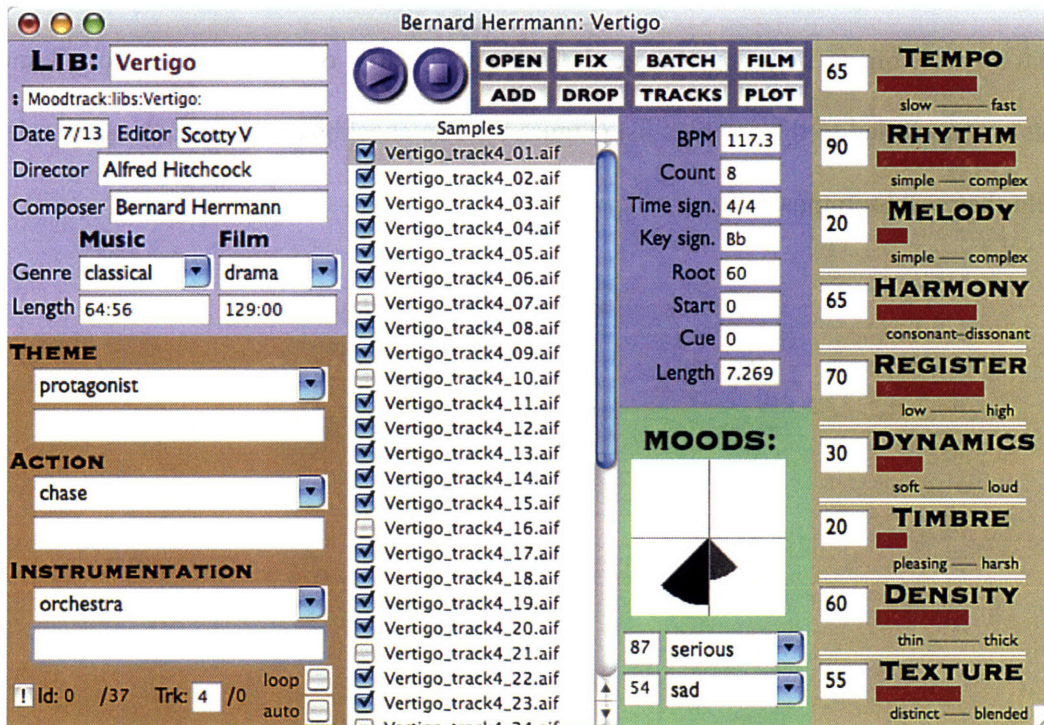 Bernard Herrmann: Vertigo
LIB: Vertigo
: Moodtrack:libs:Vertigo:
Date 7/13 Editor ScottyV
Director Alfred Hitchcock
Composer Bernard Herrmann
Music Film
Genre classical drama
Length 64:56 129:00
THEME
protagonist
ACTION
chase
INSTRUMENTATION
orchestra
! Id: 0 /37 Trk: 4 /0 loop
auto
OPEN FIX BATCH FILM
ADD DROP TRACKS PLOT
Samples
Vertigo_track4_01.aif
Vertigo_track4_02.aif
Vertigo_track4_03.aif
Vertigo_track4_04.aif
Vertigo_track4_05.aif
Vertigo_track4_06.aif
Vertigo_track4_07.aif
Vertigo_track4_08.aif
Vertigo_track4_09.aif
Vertigo_track4_10.aif
Vertigo_track4_11.aif
Vertigo_track4_12.aif
Vertigo_track4_13.aif
Vertigo_track4_14.aif
Vertigo_track4_15.aif
Vertigo_track4_16.aif
Vertigo_track4_17.aif
Vertigo_track4_18.aif
Vertigo_track4_19.aif
Vertigo_track4_20.aif
Vertigo_track4_21.aif
Vertigo_track4_22.aif
Vertigo_track4_23.aif
BPM 117.3
Count 8
Time sign. 4/4
Key sign. Bb
Root 60
Start 0
Cue 0
Length 7.269
MOODS:
87 serious
54 sad
65 TEMPO
slow fast
90 RHYTHM
simple complex
20 MELODY
simple complex
65 HARMONY
consonant–dissonant
70 REGISTER
low high
30 DYNAMICS
soft loud
20 TIMBRE
pleasing harsh
60 DENSITY
thin thick
55 TEXTURE
distinct blended